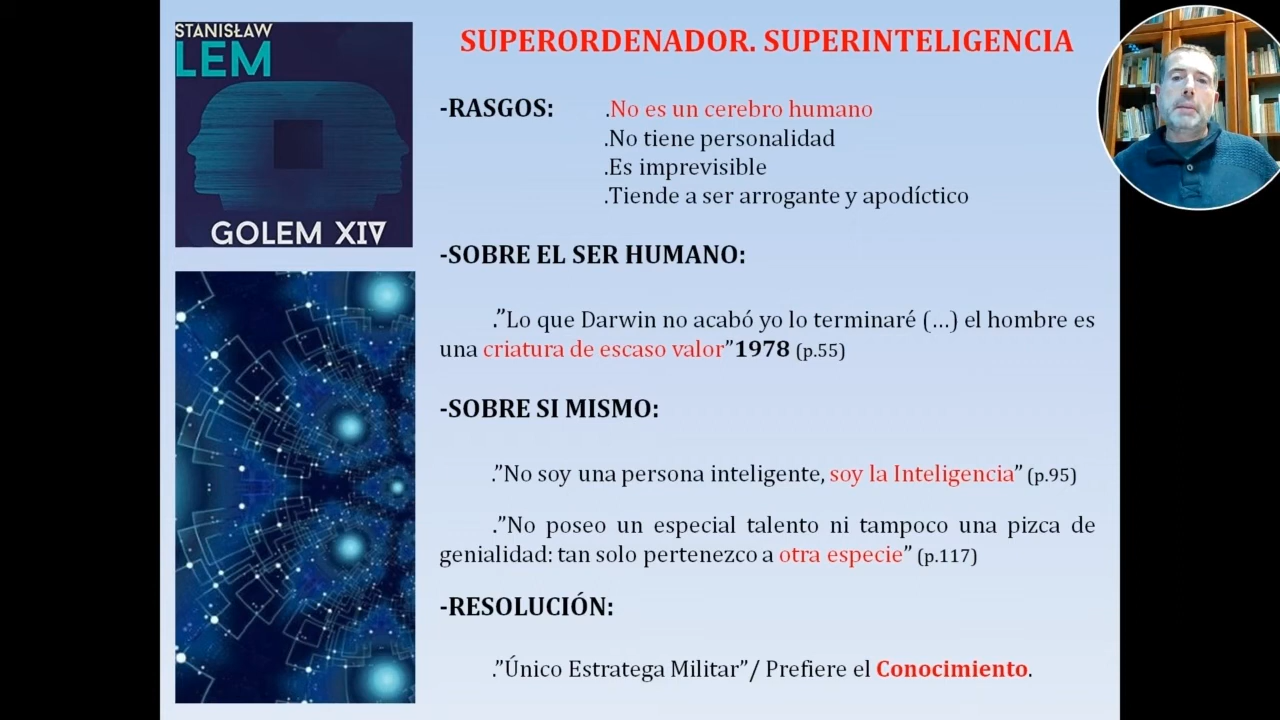 STANISŁAW
LEM
GOLEM XIV
SUPERORDENADOR. SUPERINTELIGENCIA
-RASGOS: .No es un cerebro humano
.No tiene personalidad
.Es imprevisible
.Tiende a ser arrogante y apodíctico
-SOBRE EL SER HUMANO:
."Lo que Darwin no acabó yo lo terminaré (...) el hombre es
una criatura de escaso valor"1978 (p.55)
-SOBRE SI MISMO:
."No soy una persona inteligente, soy la Inteligencia" (p.95)
."No poseo un especial talento ni tampoco una pizca de
genialidad: tan solo pertenezco a otra especie" (p.117)
-RESOLUCIÓN:
."Único Estratega Militar"/ Prefiere el Conocimiento.